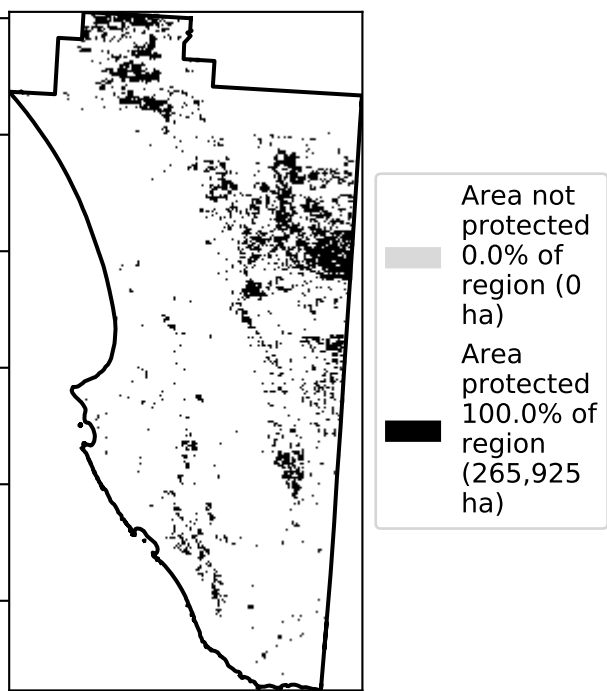 Area not
protected
0.0% of
region (0
ha)
Area
protected
100.0% of
region
(265,925
ha)